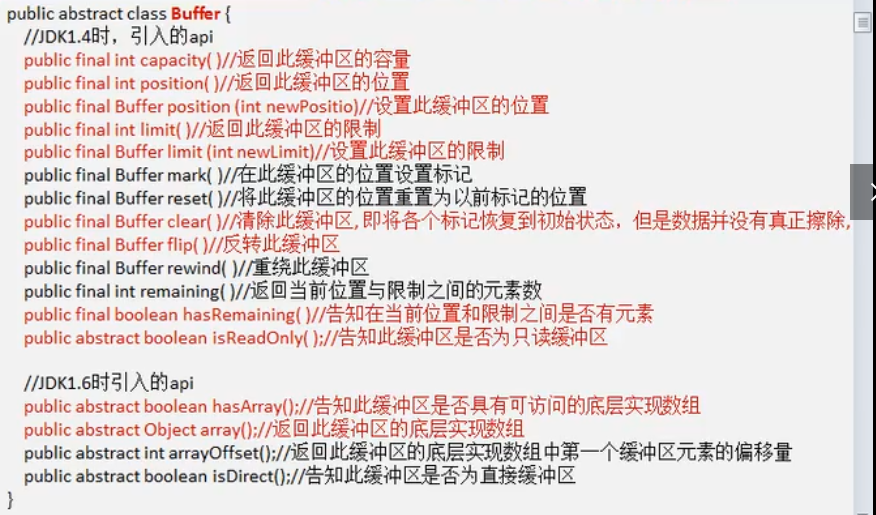 public abstract class Buffer {
//JDK1.4时，引入的api
public final int capacity( )//返回此缓冲区的容量
public final int position( )//返回此缓冲区的位置
public final Buffer position (int newPositio)//设置此缓冲区的位置
public final int limit( )//返回此缓冲区的限制
public final Buffer limit (int newLimit)//设置此缓冲区的限制
public final Buffer mark( )//在此缓冲区的位置设置标记
public final Buffer reset( )//将此缓冲区的位置重置为以前标记的位置
public final Buffer clear( )//清除此缓冲区,即将各个标记恢复到初始状态，但是数据并没有真正擦除,
public final Buffer flip( )//反转此缓冲区
public final Buffer rewind( )//重绕此缓冲区
public final int remaining( )//返回当前位置与限制之间的元素数
public final boolean hasRemaining( )//告知在当前位置和限制之间是否有元素
public abstract boolean isReadOnly( );//告知此缓冲区是否为只读缓冲区
//JDK1.6时引入的api
public abstract boolean hasArray();//告知此缓冲区是否具有可访问的底层实现数组
public abstract Object array();//返回此缓冲区的底层实现数组
public abstract int arrayOffset();//返回此缓冲区的底层实现数组中第一个缓冲区元素的偏移量
public abstract boolean isDirect();//告知此缓冲区是否为直接缓冲区
}